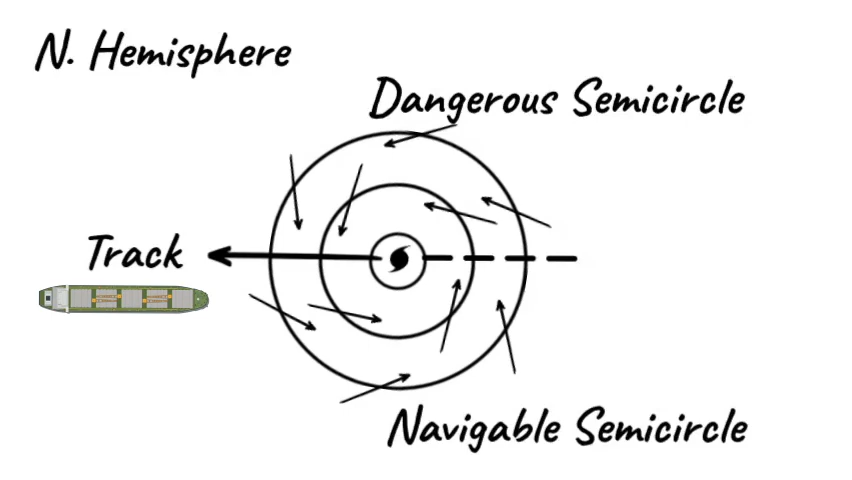 N. Hemisphere
Dangerous Semicircle
Track
Navigable Semicircle